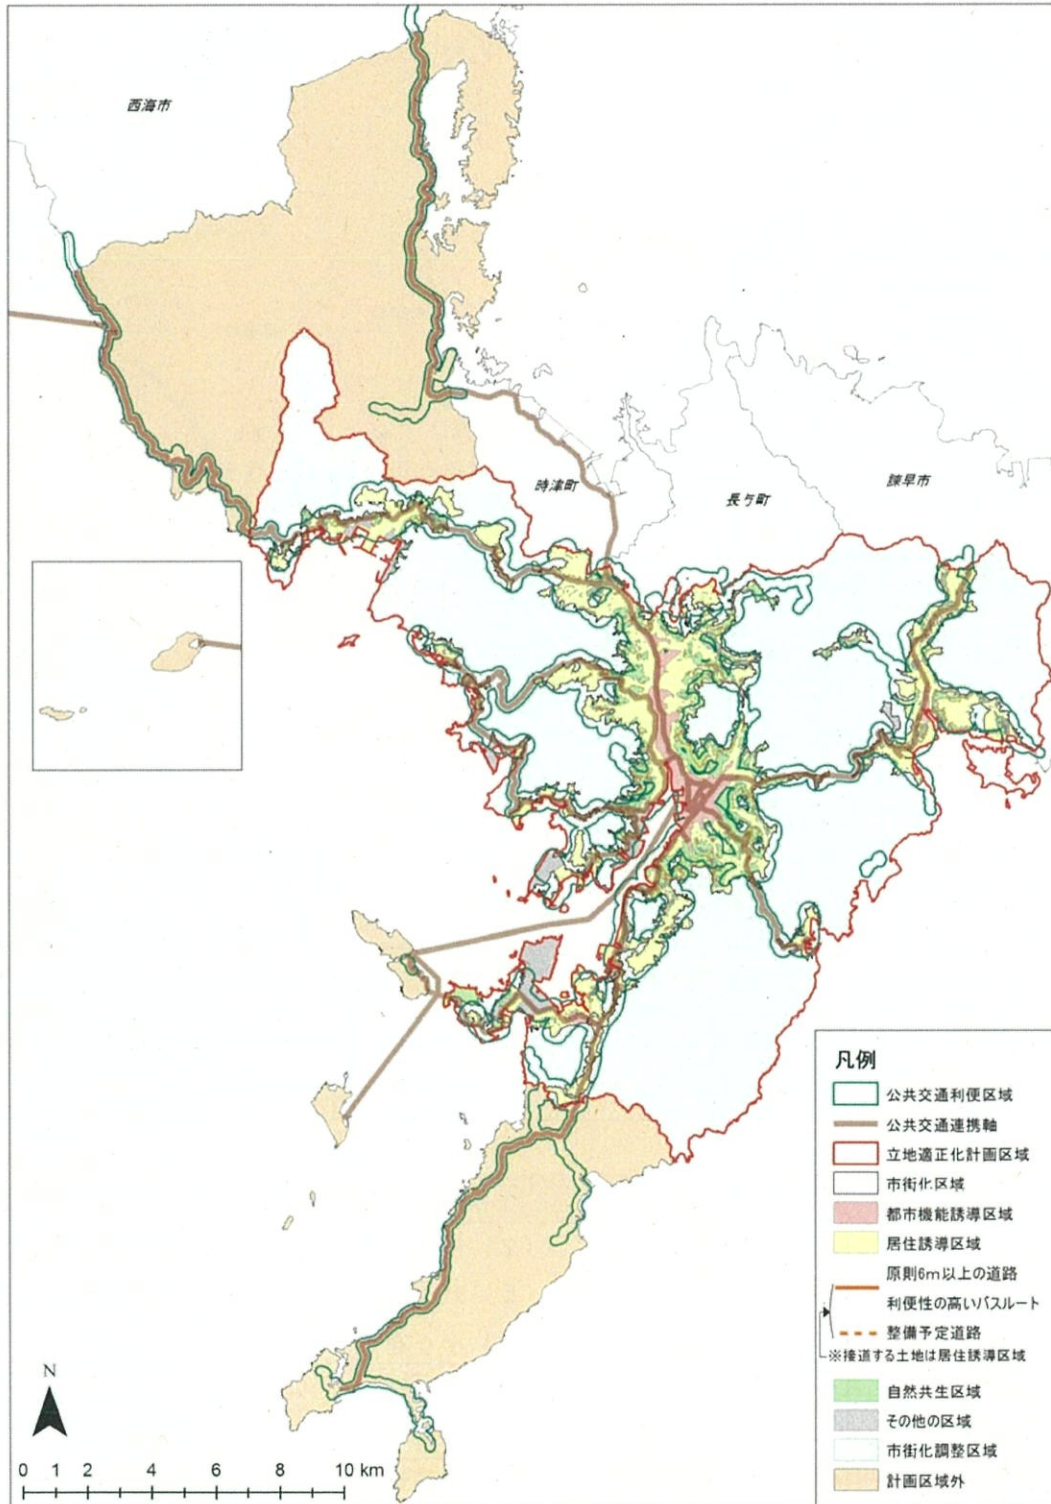 西海市
時津町
長与町
諫早市
凡例
公共交通利便区域
公共交通連携軸
立地適正化計画区域
市街化区域
都市機能誘導区域
居住誘導区域
原則6m以上の道路
利便性の高いバスルート
整備予定道路
※接道する土地は居住誘導区域
自然共生区域
その他の区域
市街化調整区域
計画区域外
N
0 1 2 4 6 8 10 km